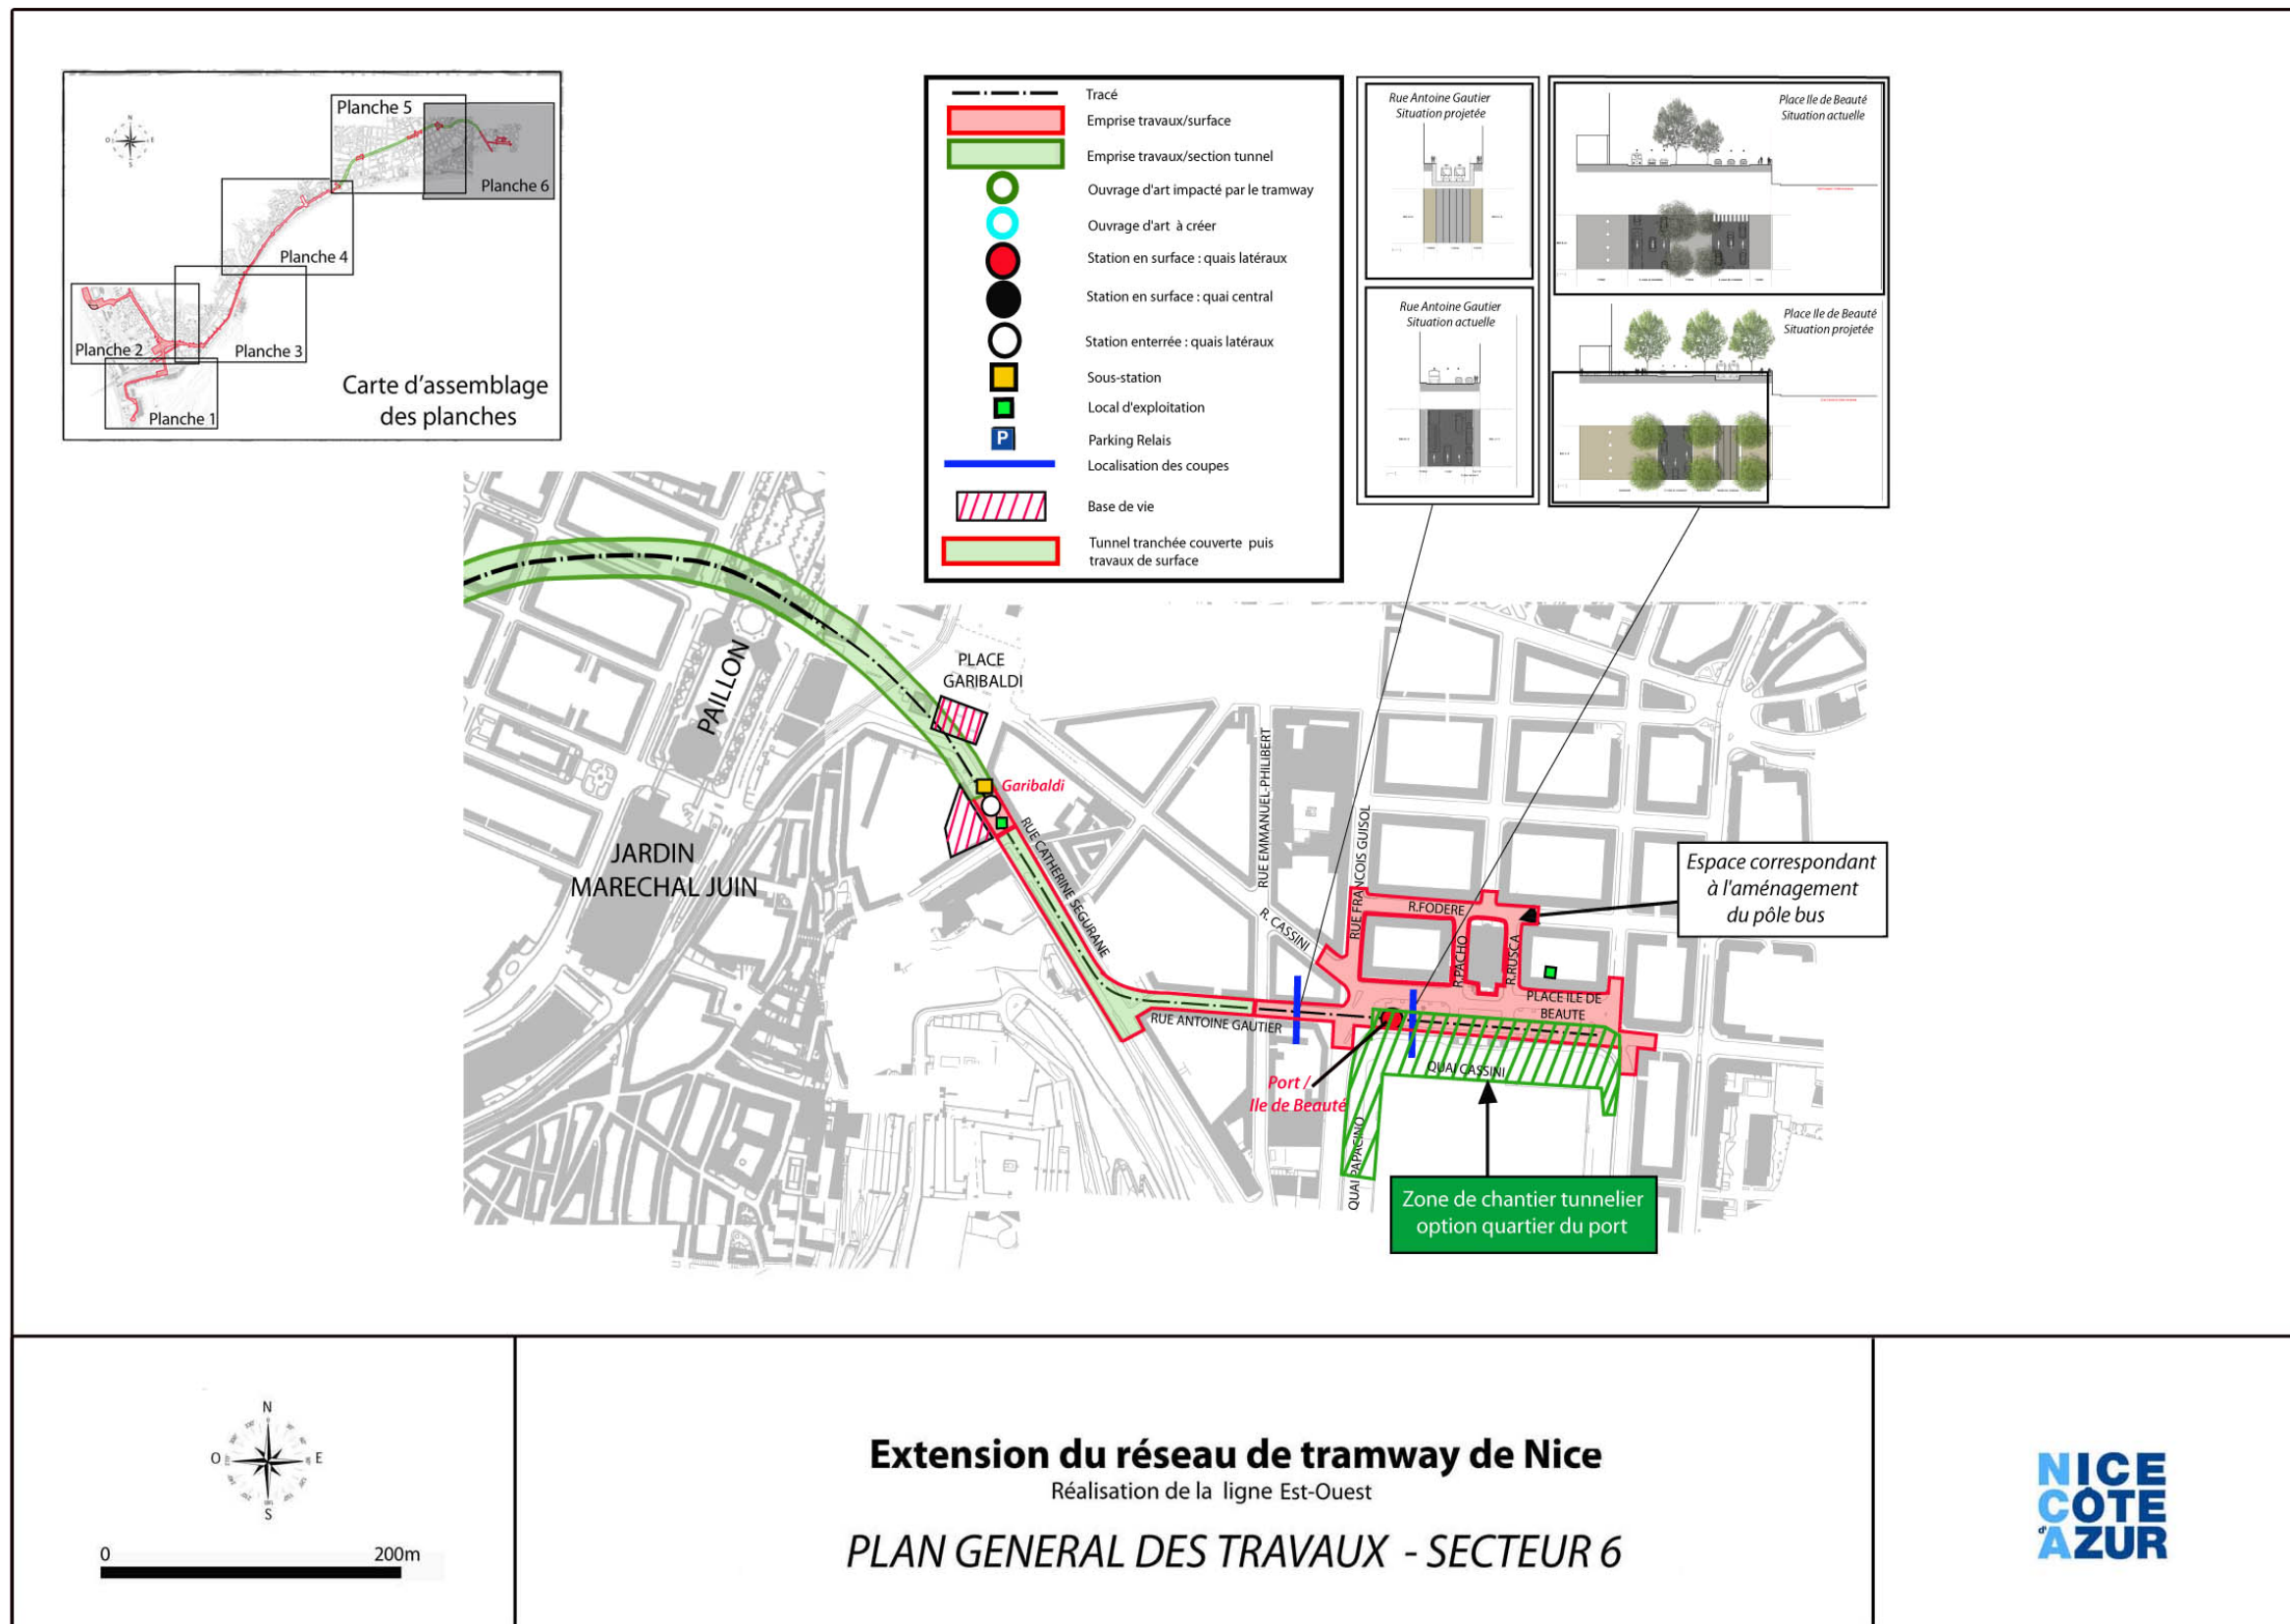 Planche 5
Planche 6
Planche 4
Planche 2
Planche 3
Planche 1
Carte d'assemblage
des planches
Tracé
Emprise travaux/surface
Emprise travaux/section tunnel
Ouvrage d'art impacté par le tramway
Ouvrage d'art à créer
Station en surface : quais latéraux
Station en surface : quai central
Station enterrée : quais latéraux
Sous-station
Local d'exploitation
P
Parking Relais
Localisation des coupes
Base de vie
Tunnel tranchée couverte puis
travaux de surface
Rue Antoine Gautier
Situation projetée
Rue Antoine Gautier
Situation actuelle
Place Ile de Beauté
Situation actuelle
Place Ile de Beauté
Situation projetée
PLACE
GARIBALDI
PAILLON
Garibaldi
JARDIN
MARECHAL JUIN
RUE CATHERINE SEGURANE
RUE EMMANUEL-PHILIBERT
RUE FRANCOIS GUISOL
R. CASSINI
R.FODERE
R.PACHO
R.RUSCA
Espace correspondant
à l'aménagement
du pôle bus
PLACE ILE DE
BEAUTE
RUE ANTOINE GAUTIER
QUAI CASSINI
Port /
Ile de Beauté
QUAI PAPACINO
Zone de chantier tunnelier
option quartier du port
N
O
E
S
0
200m
Extension du réseau de tramway de Nice
Réalisation de la ligne Est-Ouest
PLAN GENERAL DES TRAVAUX - SECTEUR 6
NICE
CÔTE
d'AZUR